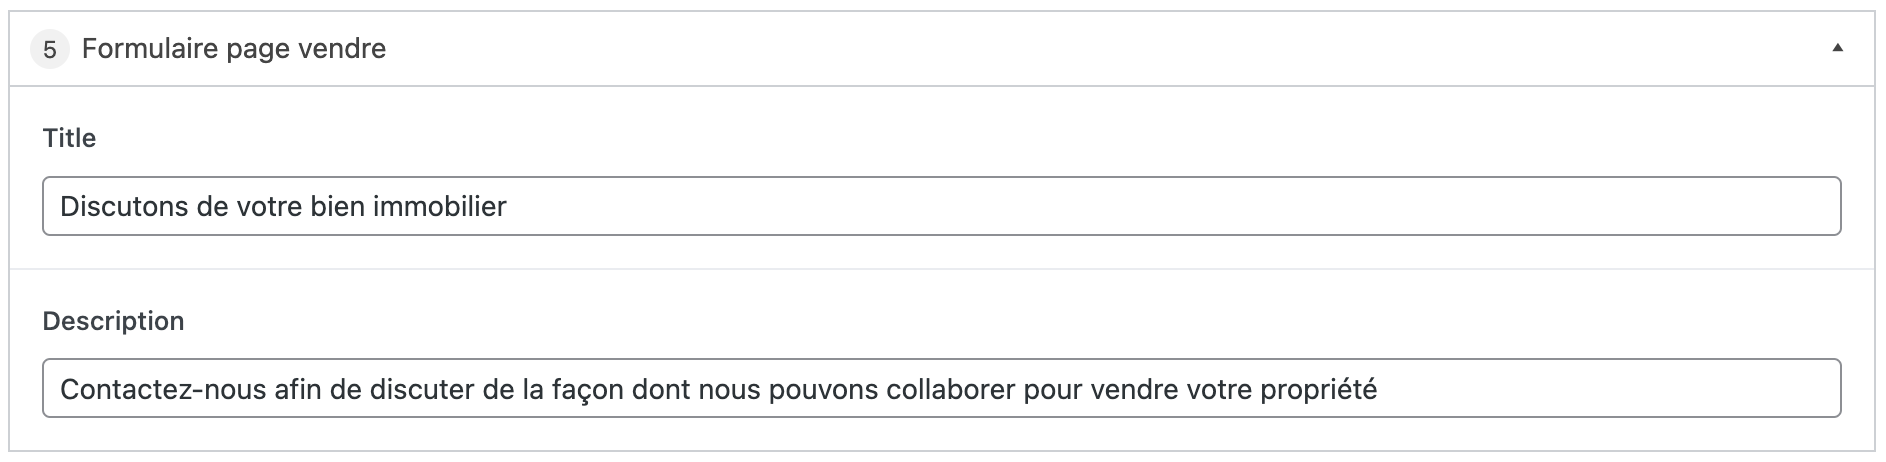 5 Formulaire page vendre
Title
Discutons de votre bien immobilier
Description
Contactez-nous afin de discuter de la façon dont nous pouvons collaborer pour vendre votre propriété